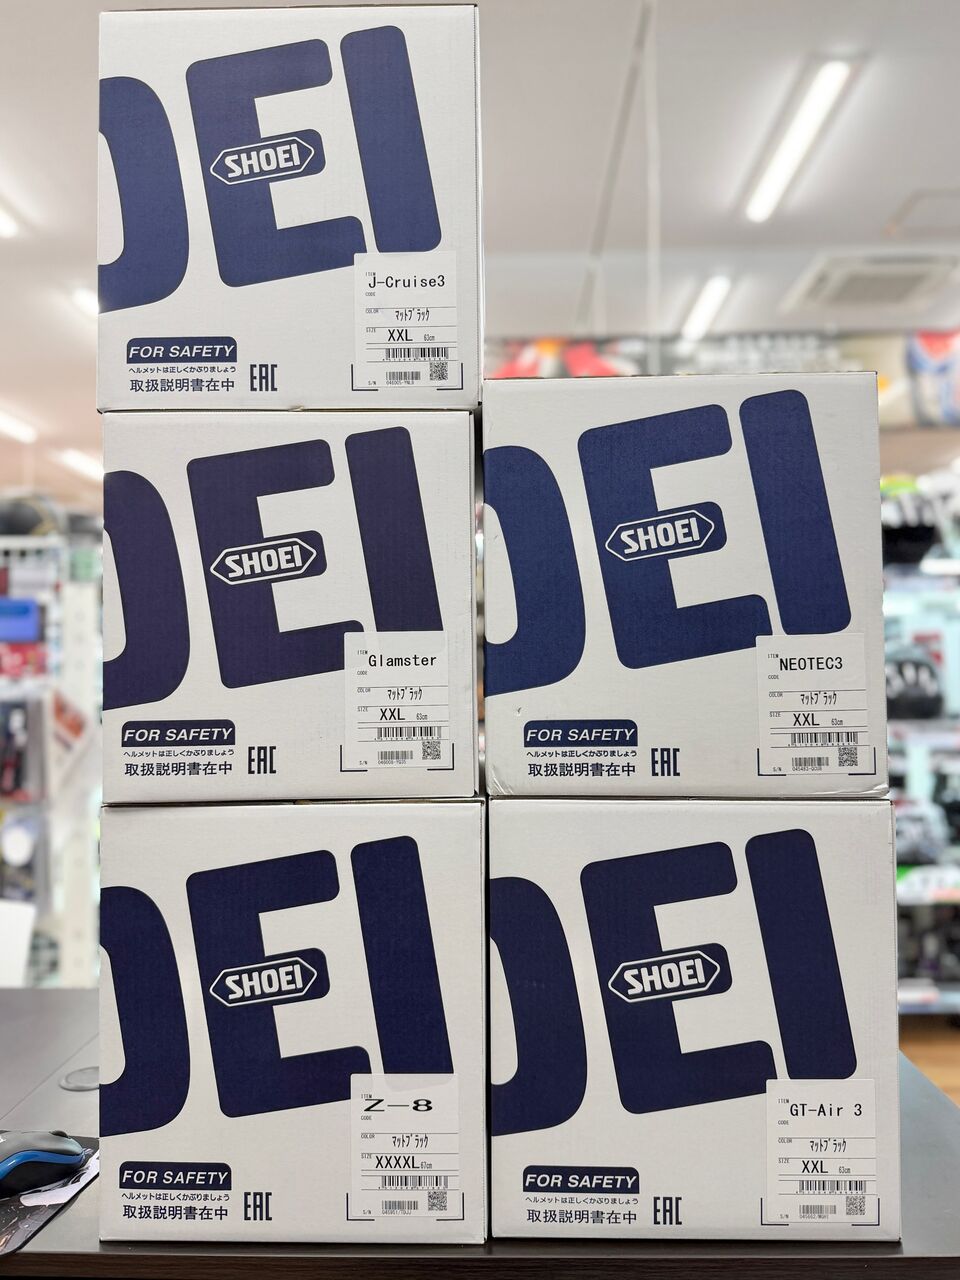 OEI
SHOEI
ITEM J-Cruise3
CODE
COLOR マットブラック
SIZE XXL 63cm
S/N
FOR SAFETY
ヘルメットは正しくかぶりましょう
取扱説明書在中 EAC
OEI
SHOEI
ITEM Glamster
CODE
COLOR マットブラック
SIZE XXL 63cm
S/N
FOR SAFETY
ヘルメットは正しくかぶりましょう
取扱説明書在中 EAC
OEI
SHOEI
ITEM NEOTEC3
CODE
COLOR マットブラック
SIZE XXL 63cm
S/N
FOR SAFETY
ヘルメットは正しくかぶりましょう
取扱説明書在中 EAC
OEI
SHOEI
ITEM Z-8
CODE
COLOR マットブラック
SIZE XXXXL 67cm
S/N
FOR SAFETY
ヘルメットは正しくかぶりましょう
取扱説明書在中 EAC
OEI
SHOEI
ITEM GT-Air 3
CODE
COLOR マットブラック
SIZE XXL 63cm
S/N
FOR SAFETY
ヘルメットは正しくかぶりましょう
取扱説明書在中 EAC